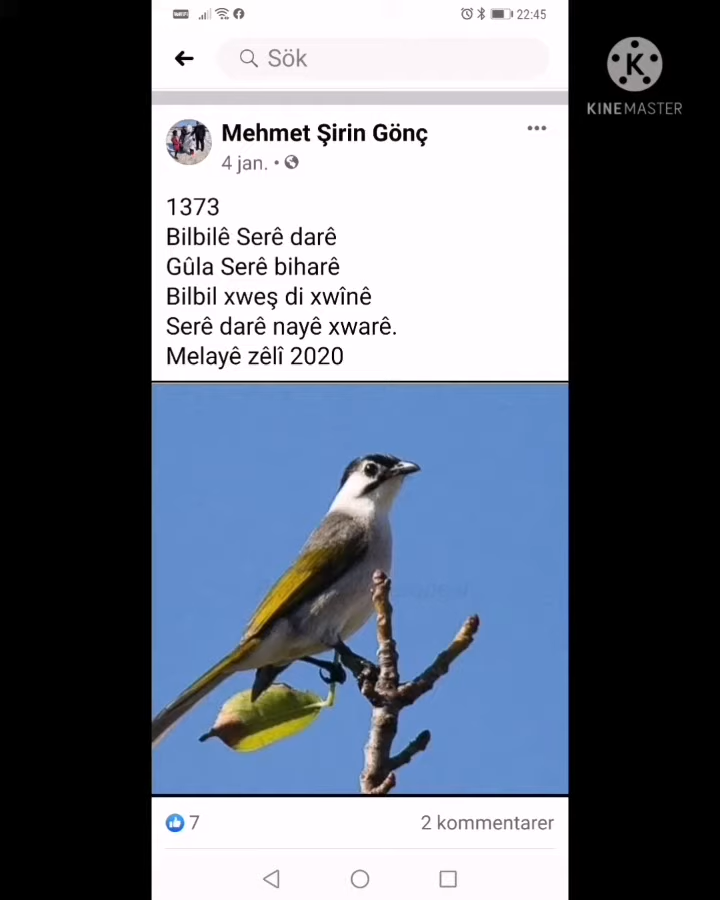 22:45
Sök
KINEMASTER
Mehmet Şirin Gönç
4 jan.
1373
Bilbilê Serê darê
Gûla Serê biharê
Bilbil xweş di xwînê
Serê darê nayê xwarê.
Melayê zêlî 2020
7
2 kommentarer